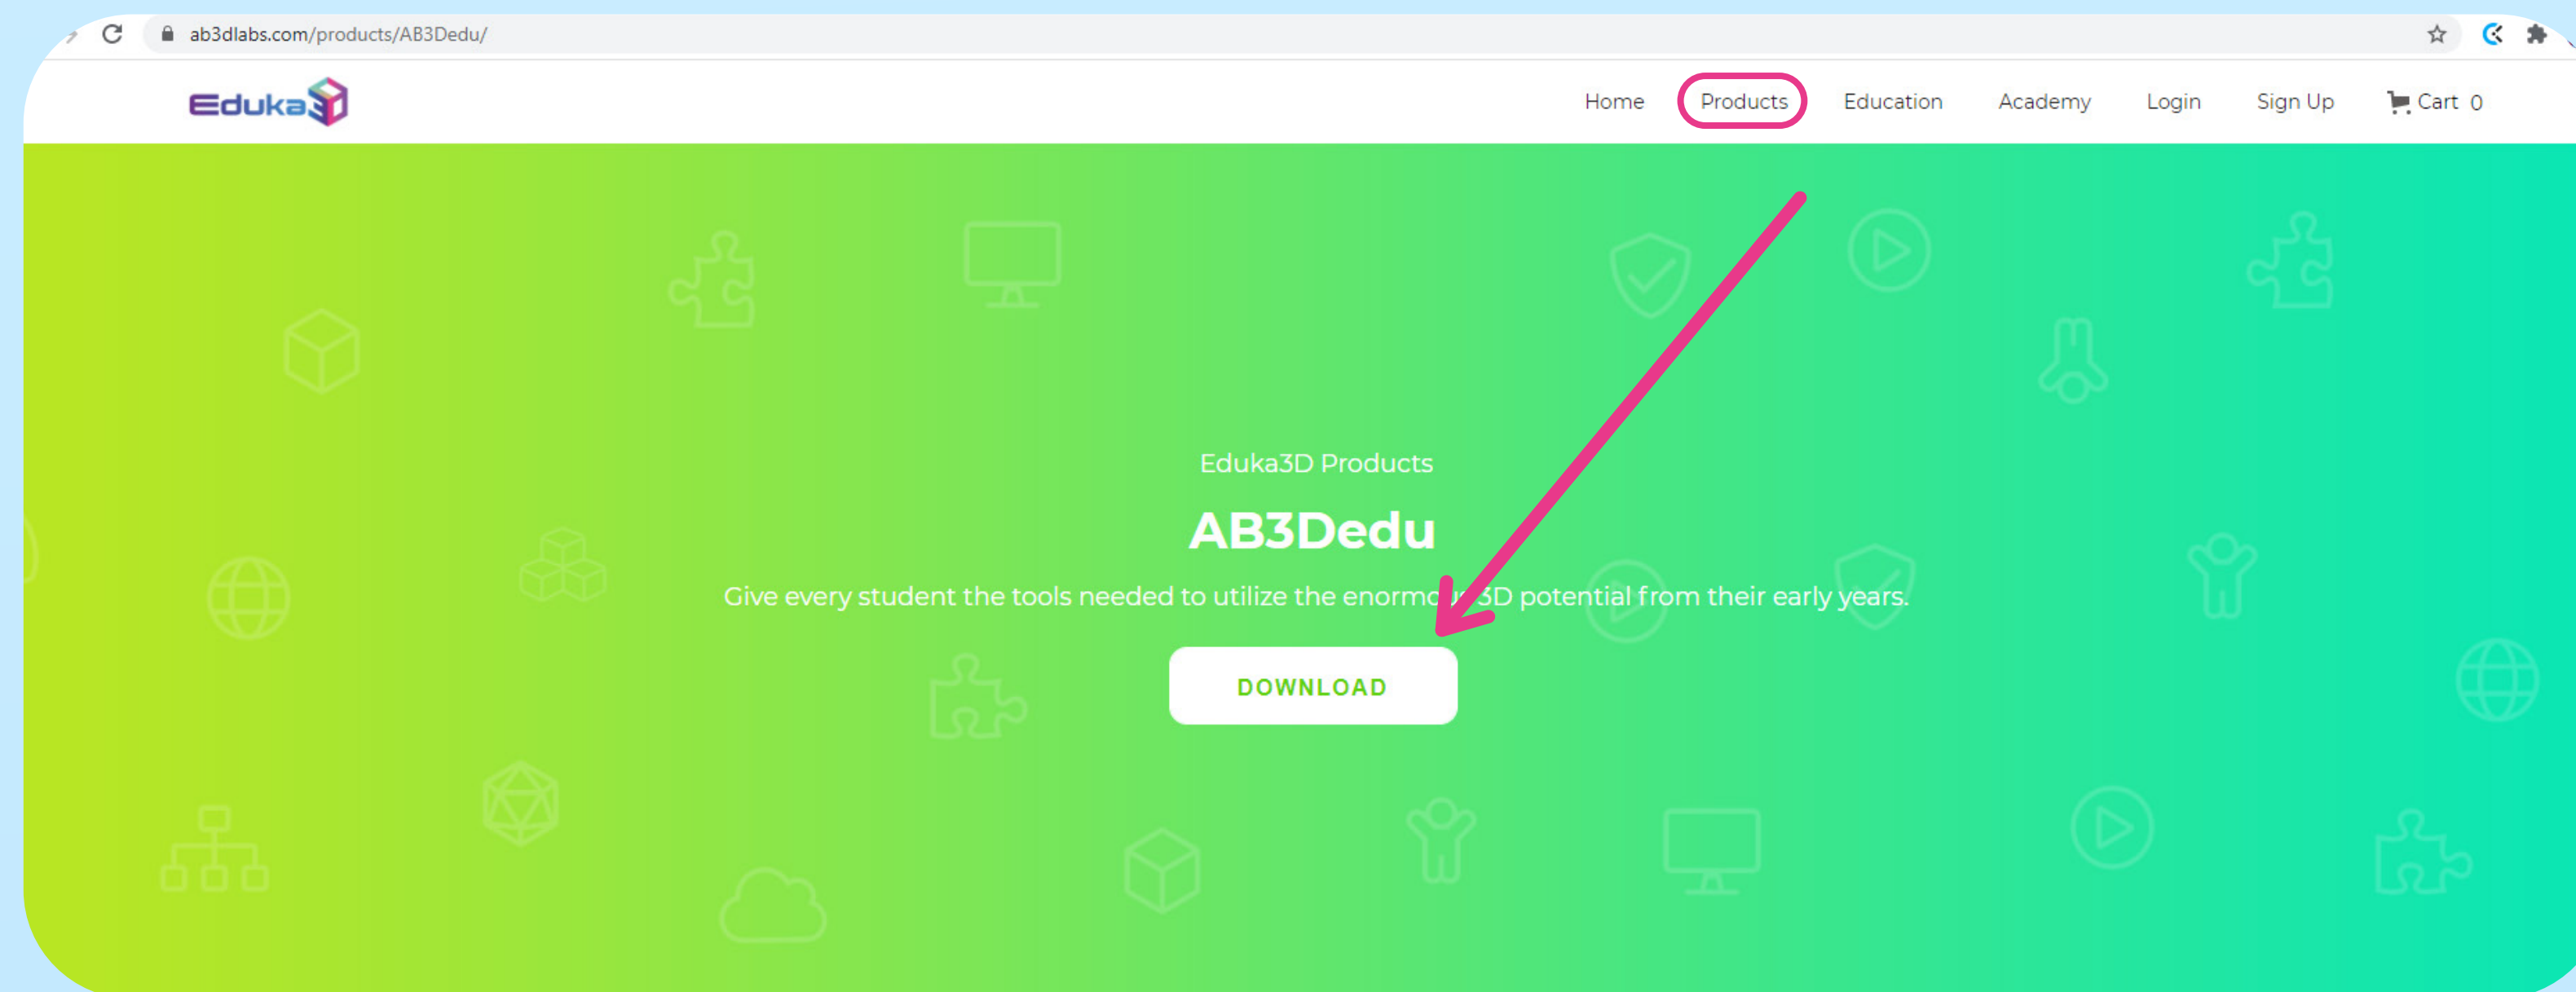 ab3dlabs.com/products/AB3Dedu/
Eduka3D
Home Products Education Academy Login Sign Up Cart 0
Eduka3D Products
AB3Dedu
Give every student the tools needed to utilize the enormous 3D potential from their early years.
DOWNLOAD